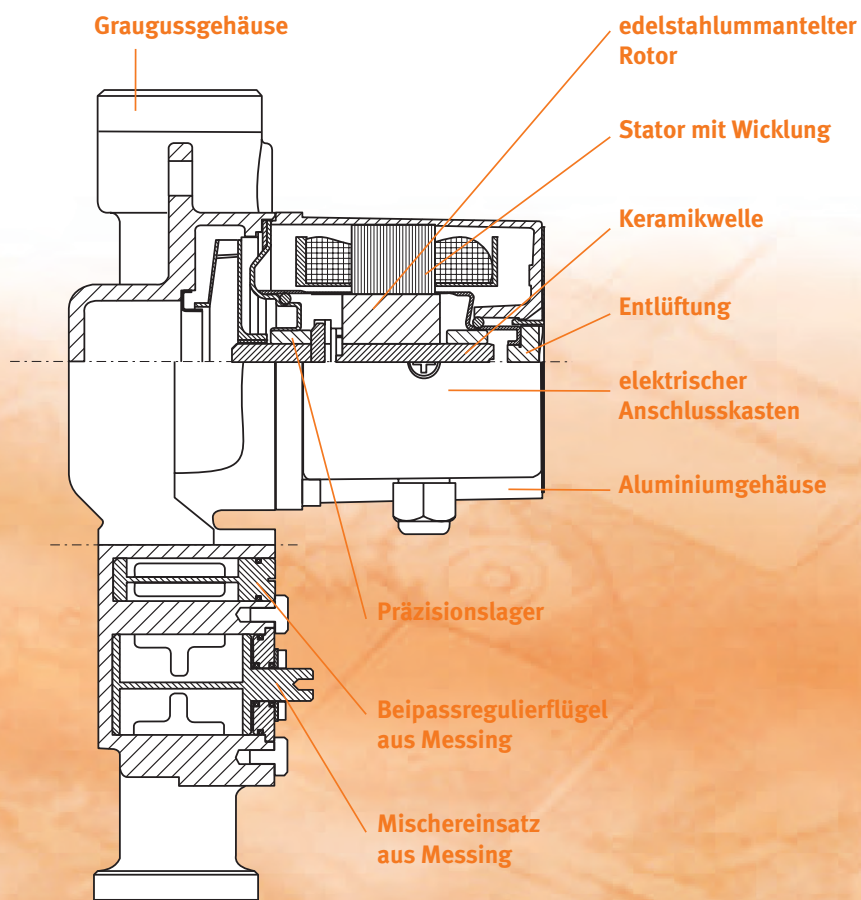 Graugussgehäuse
edelstahlummantelter
Rotor
Stator mit Wicklung
Keramikwelle
Entlüftung
elektrischer
Anschlusskasten
Aluminiumgehäuse
Präzisionslager
Beipassregulierflügel
aus Messing
Mischereinsatz
aus Messing